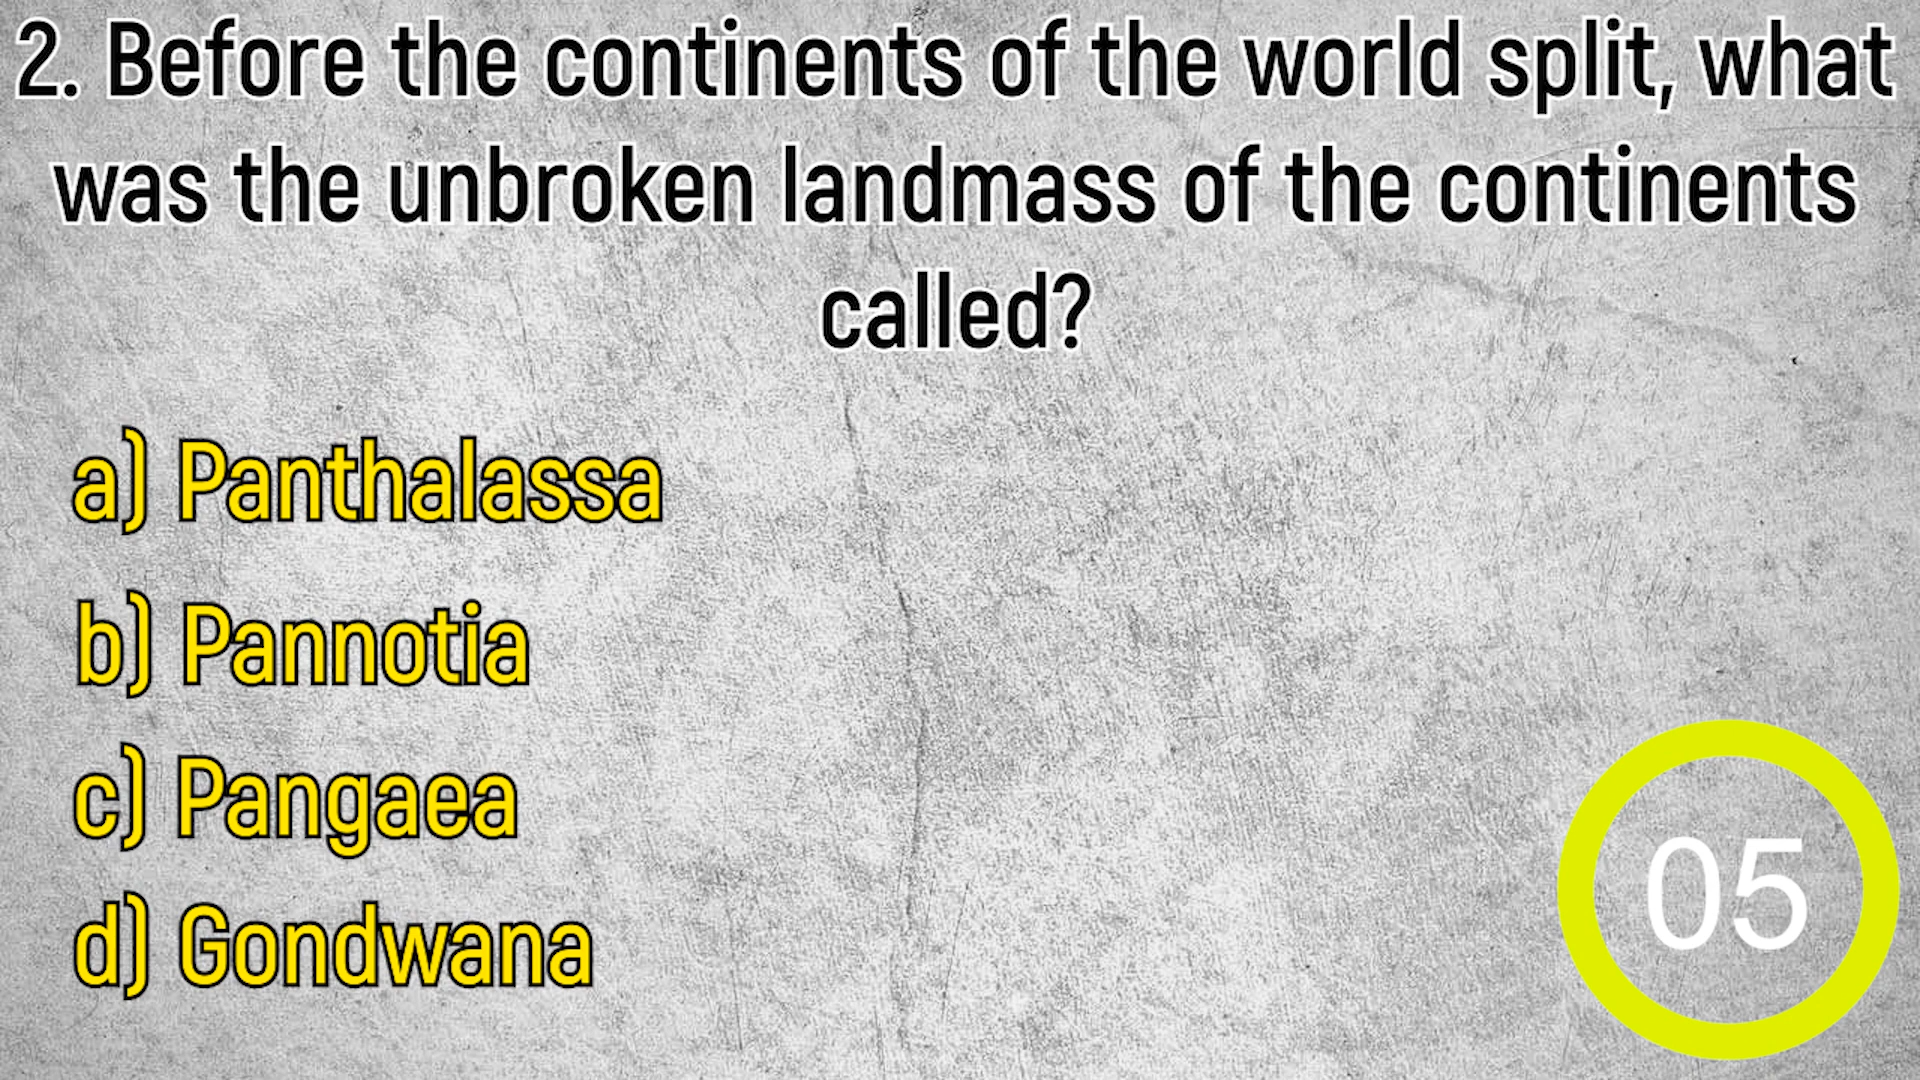 2. Before the continents of the world split, what
was the unbroken landmass of the continents
called?
a) Panthalassa
b) Pannotia
c) Pangaea
d) Gondwana
05